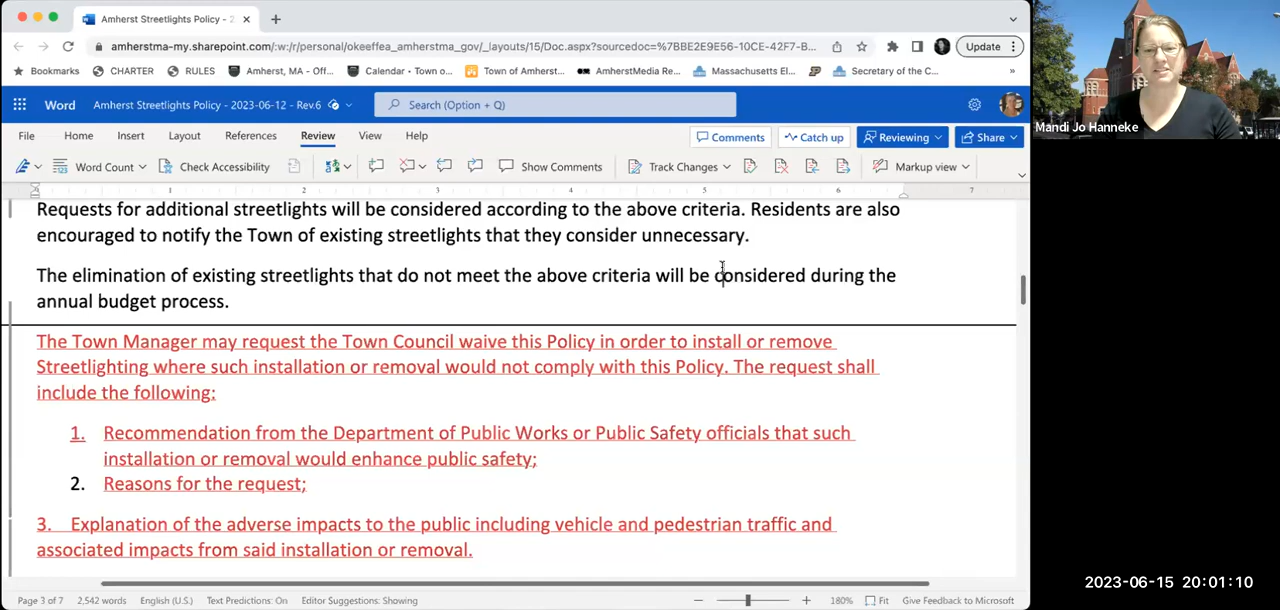 Amherst Streetlights Policy - 2
amherstma-my.sharepoint.com/:w:/r/personal/okeeffea_amherstma_gov/_layouts/15/Doc.aspx?sourcedoc=%7BBE2E9E56-10CE-42F7-B...
Update
Bookmarks CHARTER RULES Amherst, MA - Off... Calendar • Town o... Town of Amherst... AmherstMedia Re... Massachusetts El... Secretary of the C... »
Word Amherst Streetlights Policy - 2023-06-12 - Rev.6 Search (Option + Q)
File Home Insert Layout References Review View Help Comments Catch up Reviewing Share
Word Count Check Accessibility Show Comments Track Changes Markup view
1 2 3 4 5 6 7
Requests for additional streetlights will be considered according to the above criteria. Residents are also
encouraged to notify the Town of existing streetlights that they consider unnecessary.
The elimination of existing streetlights that do not meet the above criteria will be considered during the
annual budget process.
The Town Manager may request the Town Council waive this Policy in order to install or remove
Streetlighting where such installation or removal would not comply with this Policy. The request shall
include the following:
1. Recommendation from the Department of Public Works or Public Safety officials that such
installation or removal would enhance public safety;
2. Reasons for the request;
3. Explanation of the adverse impacts to the public including vehicle and pedestrian traffic and
associated impacts from said installation or removal.
Page 3 of 7 2,542 words English (U.S.) Text Predictions: On Editor Suggestions: Showing 180% Fit Give Feedback to Microsoft
Mandi Jo Hanneke
2023-06-15 20:01:10